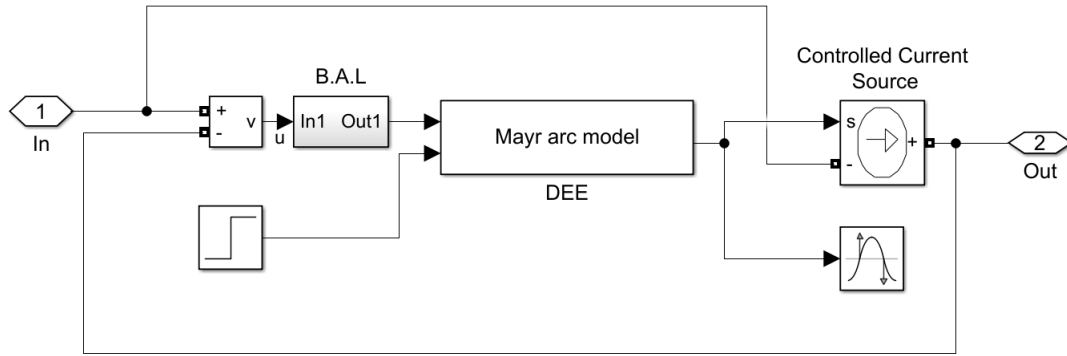 Controlled Current
Source
B.A.L
1
In
+
-
v
u
In1
Out1
Mayr arc model
DEE
s
-
+
2
Out